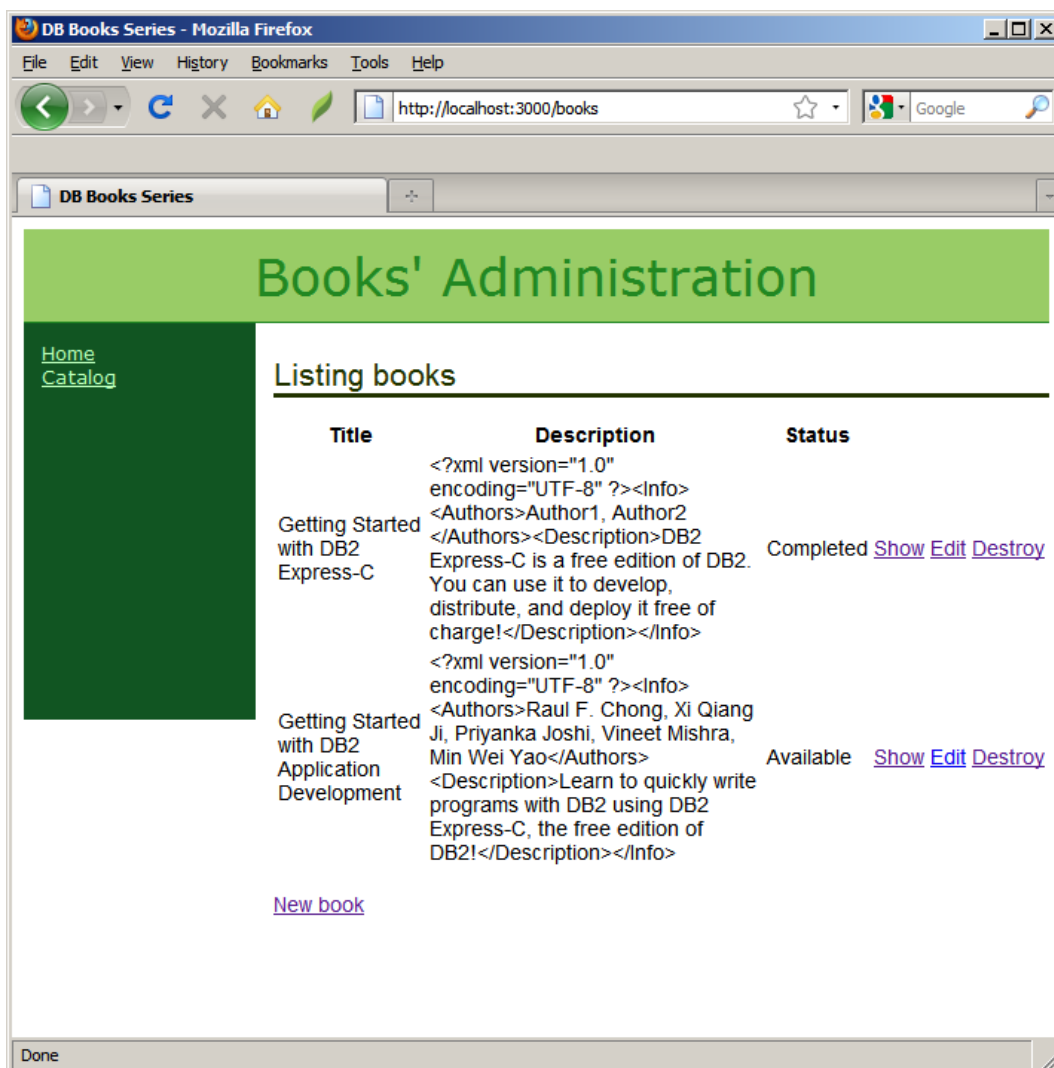 DB Books Series - Mozilla Firefox
File Edit View History Bookmarks Tools Help
http://localhost:3000/books
Google
DB Books Series
Books' Administration
Home
Catalog
Listing books
Title Description Status
Getting Started
with DB2
Express-C
<?xml version="1.0"
encoding="UTF-8" ?><Info>
<Authors>Author1, Author2
</Authors><Description>DB2
Express-C is a free edition of DB2.
You can use it to develop,
distribute, and deploy it free of
charge!</Description></Info>
Completed Show Edit Destroy
Getting Started
with DB2
Application
Development
<?xml version="1.0"
encoding="UTF-8" ?><Info>
<Authors>Raul F. Chong, Xi Qiang
Ji, Priyanka Joshi, Vineet Mishra,
Min Wei Yao</Authors>
<Description>Learn to quickly write
programs with DB2 using DB2
Express-C, the free edition of
DB2!</Description></Info>
Available Show Edit Destroy
New book
Done